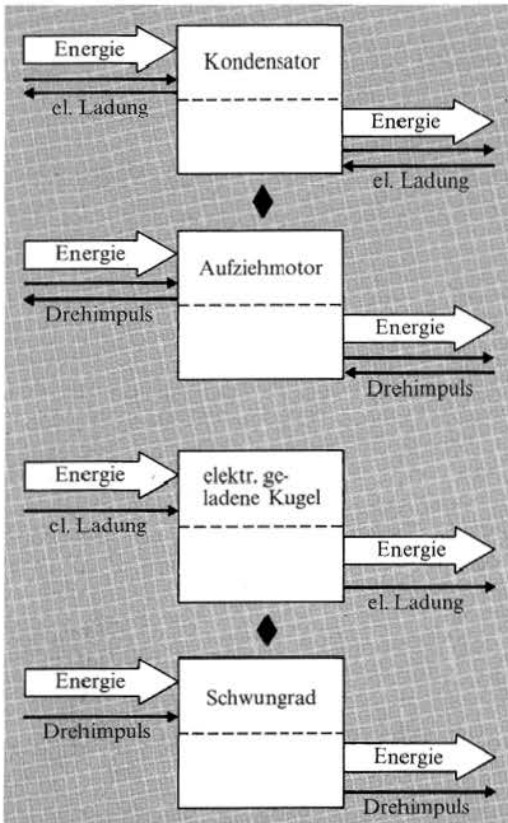 Energie
el. Ladung
Kondensator
Energie
el. Ladung
Energie
Drehimpuls
Aufziehmotor
Energie
Drehimpuls
Energie
el. Ladung
elektr. ge-
ladene Kugel
Energie
el. Ladung
Energie
Drehimpuls
Schwungrad
Energie
Drehimpuls